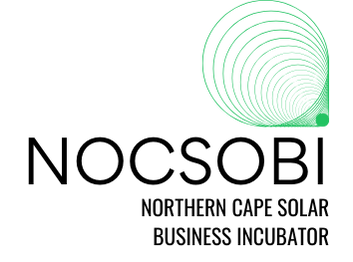 NOCSOBI
NORTHERN CAPE SOLAR
BUSINESS INCUBATOR